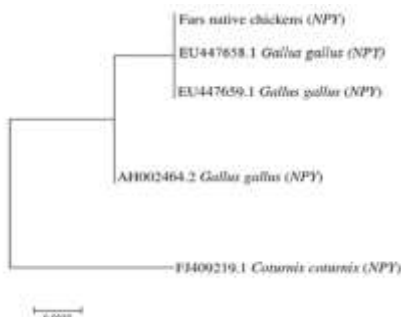 Fars native chickens (NPY)
EU447658.1 Gallus gallus (NPY)
EU447659.1 Gallus gallus (NPY)
AH002464.2 Gallus gallus (NPY)
FJ409219.1 Coturnix coturnix (NPY)